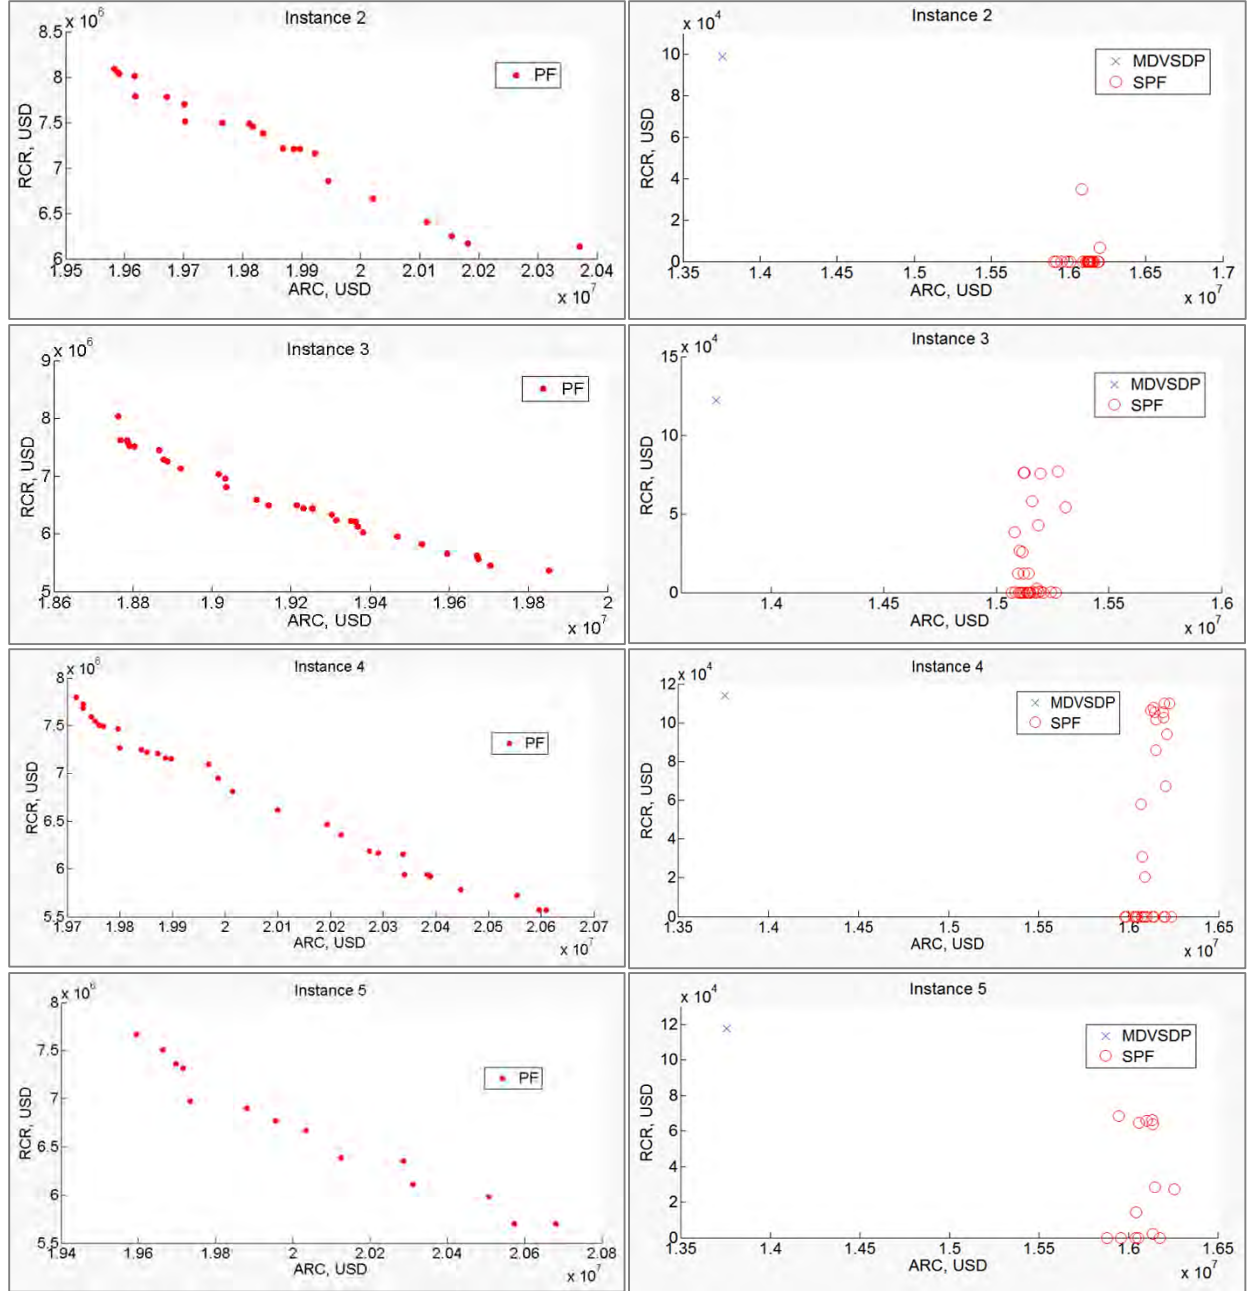 Instance 2
x 10^6
8.5
8
7.5
7
6.5
6
RCR, USD
PF
1.95 1.96 1.97 1.98 1.99 2 2.01 2.02 2.03 2.04
ARC, USD
x 10^7
Instance 2
x 10^4
10
8
6
4
2
0
RCR, USD
MDVSDP
SPF
1.35 1.4 1.45 1.5 1.55 1.6 1.65 1.7
ARC, USD
x 10^7
Instance 3
x 10^6
9
8
7
6
5
RCR, USD
PF
1.86 1.88 1.9 1.92 1.94 1.96 1.98 2
ARC, USD
x 10^7
Instance 3
x 10^4
15
10
5
0
RCR, USD
MDVSDP
SPF
1.4 1.45 1.5 1.55 1.6
ARC, USD
x 10^7
Instance 4
x 10^6
8
7.5
7
6.5
6
5.5
RCR, USD
PF
1.97 1.98 1.99 2 2.01 2.02 2.03 2.04 2.05 2.06 2.07
ARC, USD
x 10^7
Instance 4
x 10^4
12
10
8
6
4
2
0
RCR, USD
MDVSDP
SPF
1.35 1.4 1.45 1.5 1.55 1.6 1.65
ARC, USD
x 10^7
Instance 5
x 10^6
8
7.5
7
6.5
6
5.5
RCR, USD
PF
1.94 1.96 1.98 2 2.02 2.04 2.06 2.08
ARC, USD
x 10^7
Instance 5
x 10^4
12
10
8
6
4
2
0
RCR, USD
MDVSDP
SPF
1.35 1.4 1.45 1.5 1.55 1.6 1.65
ARC, USD
x 10^7